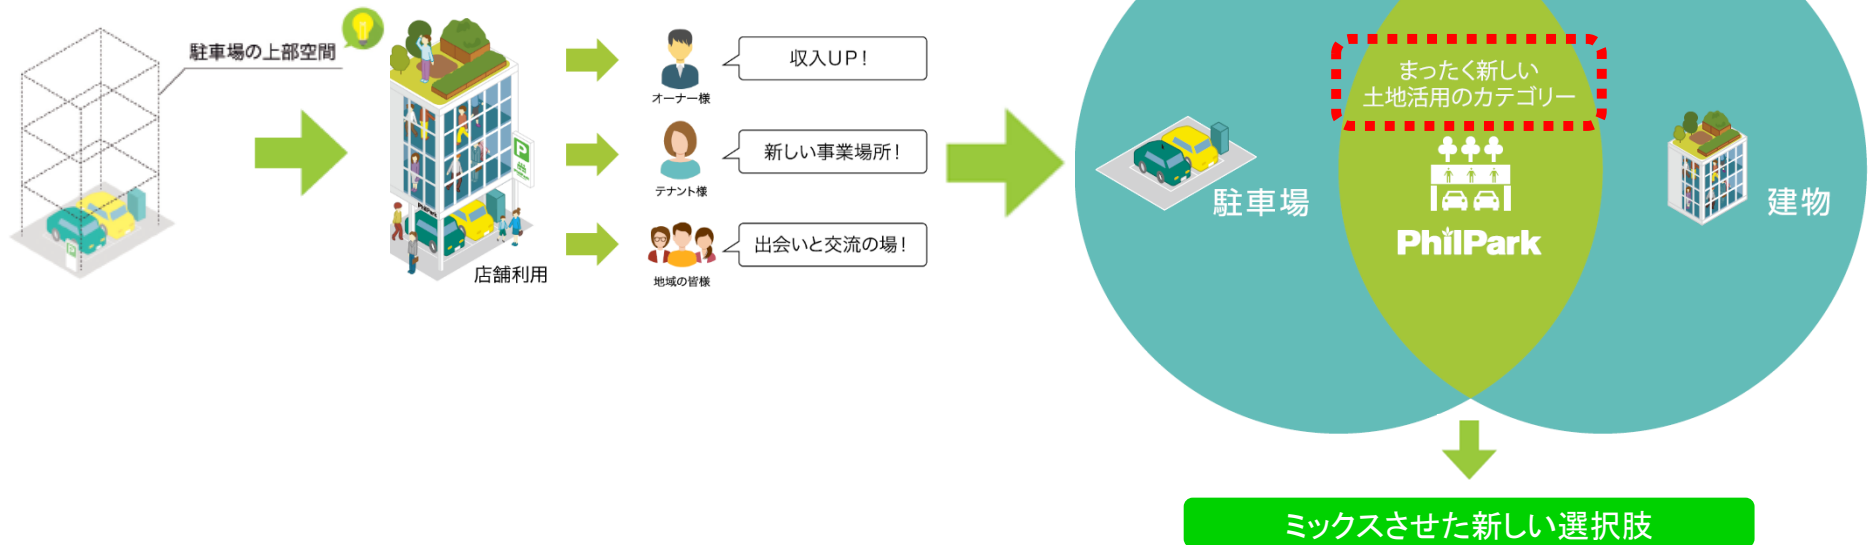 駐車場の上部空間
P
店舗利用
オーナー様
収入UP!
テナント様
新しい事業場所!
地域の皆様
出会いと交流の場!
まったく新しい
土地活用のカテゴリー
駐車場
PhilPark
建物
ミックスさせた新しい選択肢